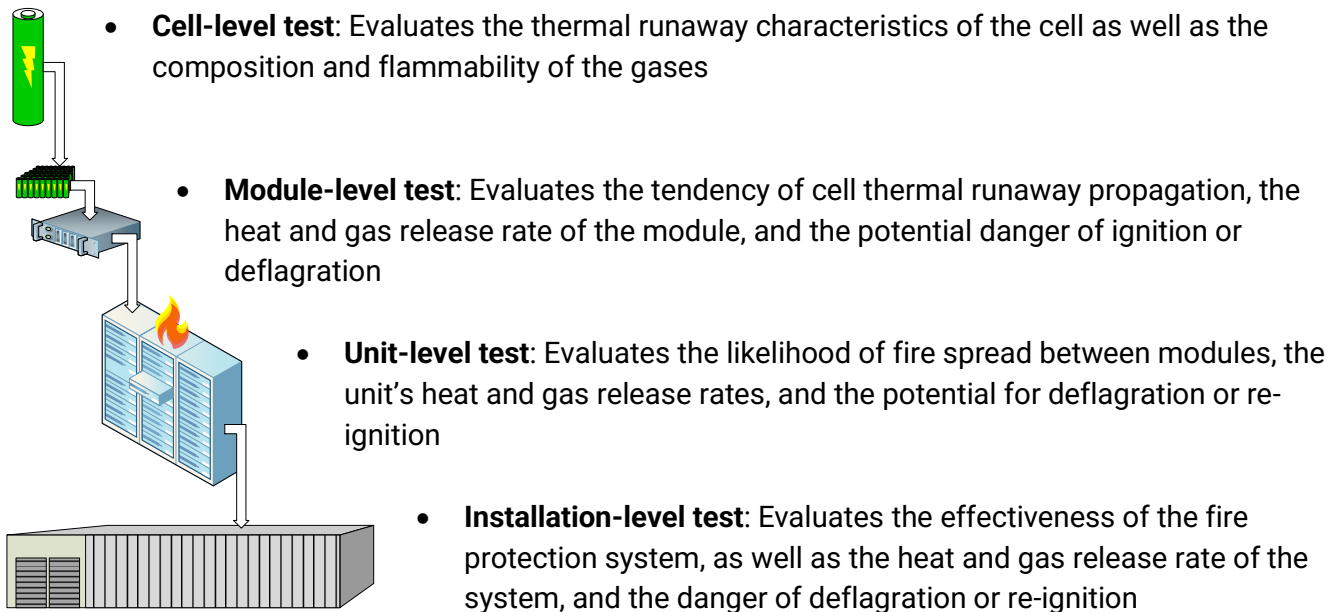 • Cell-level test: Evaluates the thermal runaway characteristics of the cell as well as the
composition and flammability of the gases
• Module-level test: Evaluates the tendency of cell thermal runaway propagation, the
heat and gas release rate of the module, and the potential danger of ignition or
deflagration
• Unit-level test: Evaluates the likelihood of fire spread between modules, the
unit’s heat and gas release rates, and the potential for deflagration or re-
ignition
• Installation-level test: Evaluates the effectiveness of the fire
protection system, as well as the heat and gas release rate of the
system, and the danger of deflagration or re-ignition